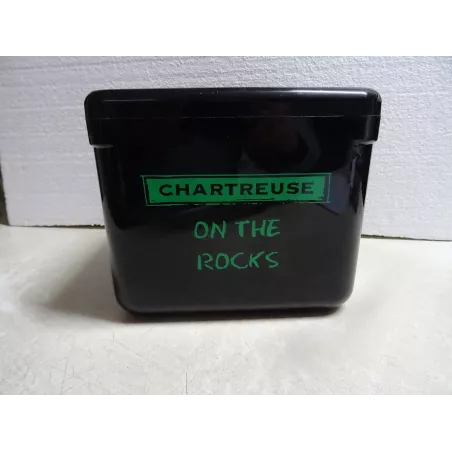 CHARTREUSE
ON THE
ROCKS